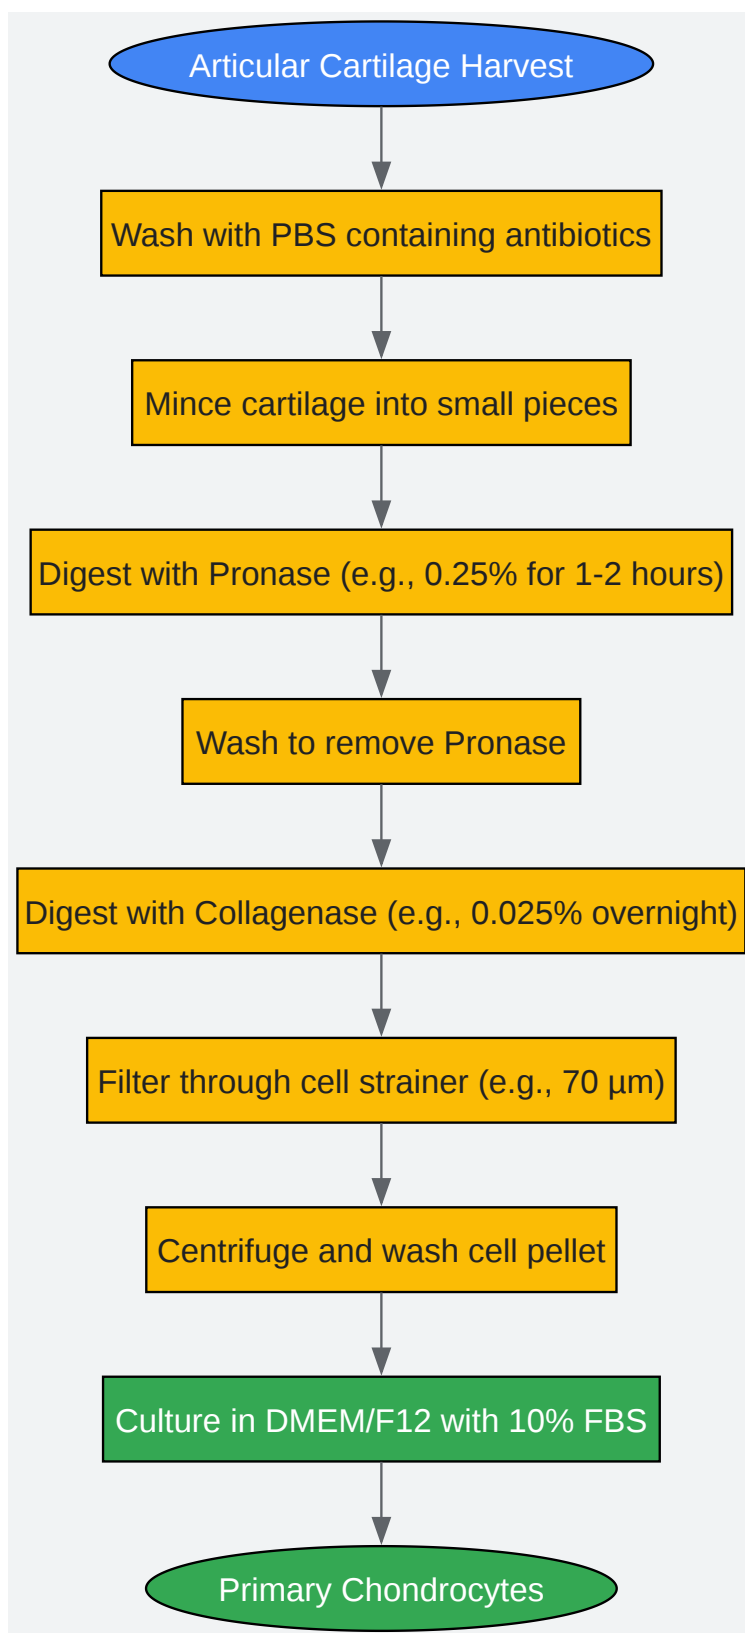 Articular Cartilage Harvest
Wash with PBS containing antibiotics
Mince cartilage into small pieces
Digest with Pronase (e.g., 0.25% for 1-2 hours)
Wash to remove Pronase
Digest with Collagenase (e.g., 0.025% overnight)
Filter through cell strainer (e.g., 70 µm)
Centrifuge and wash cell pellet
Culture in DMEM/F12 with 10% FBS
Primary Chondrocytes